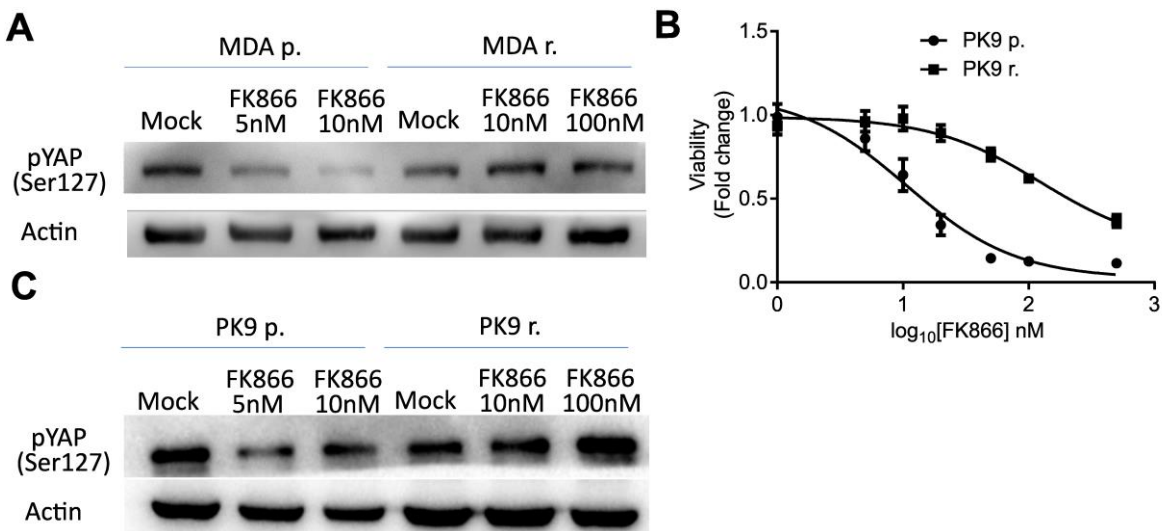 A
MDA p. MDA r.
Mock FK866 5nM FK866 10nM Mock FK866 10nM FK866 100nM
pYAP
(Ser127)
Actin
B
PK9 p.
PK9 r.
1.5
1.0
0.5
0.0
Viability
(Fold change)
0 1 2 3
log10[FK866] nM
C
PK9 p. PK9 r.
Mock FK866 5nM FK866 10nM Mock FK866 10nM FK866 100nM
pYAP
(Ser127)
Actin